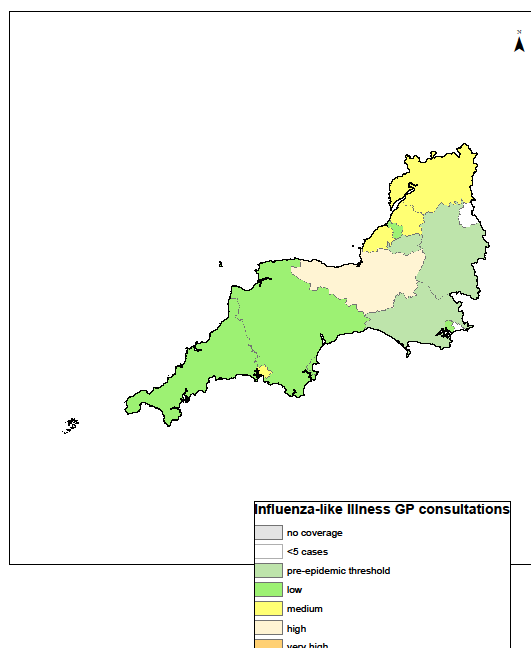 N
Influenza-like Illness GP consultations
no coverage
<5 cases
pre-epidemic threshold
low
medium
high
very high